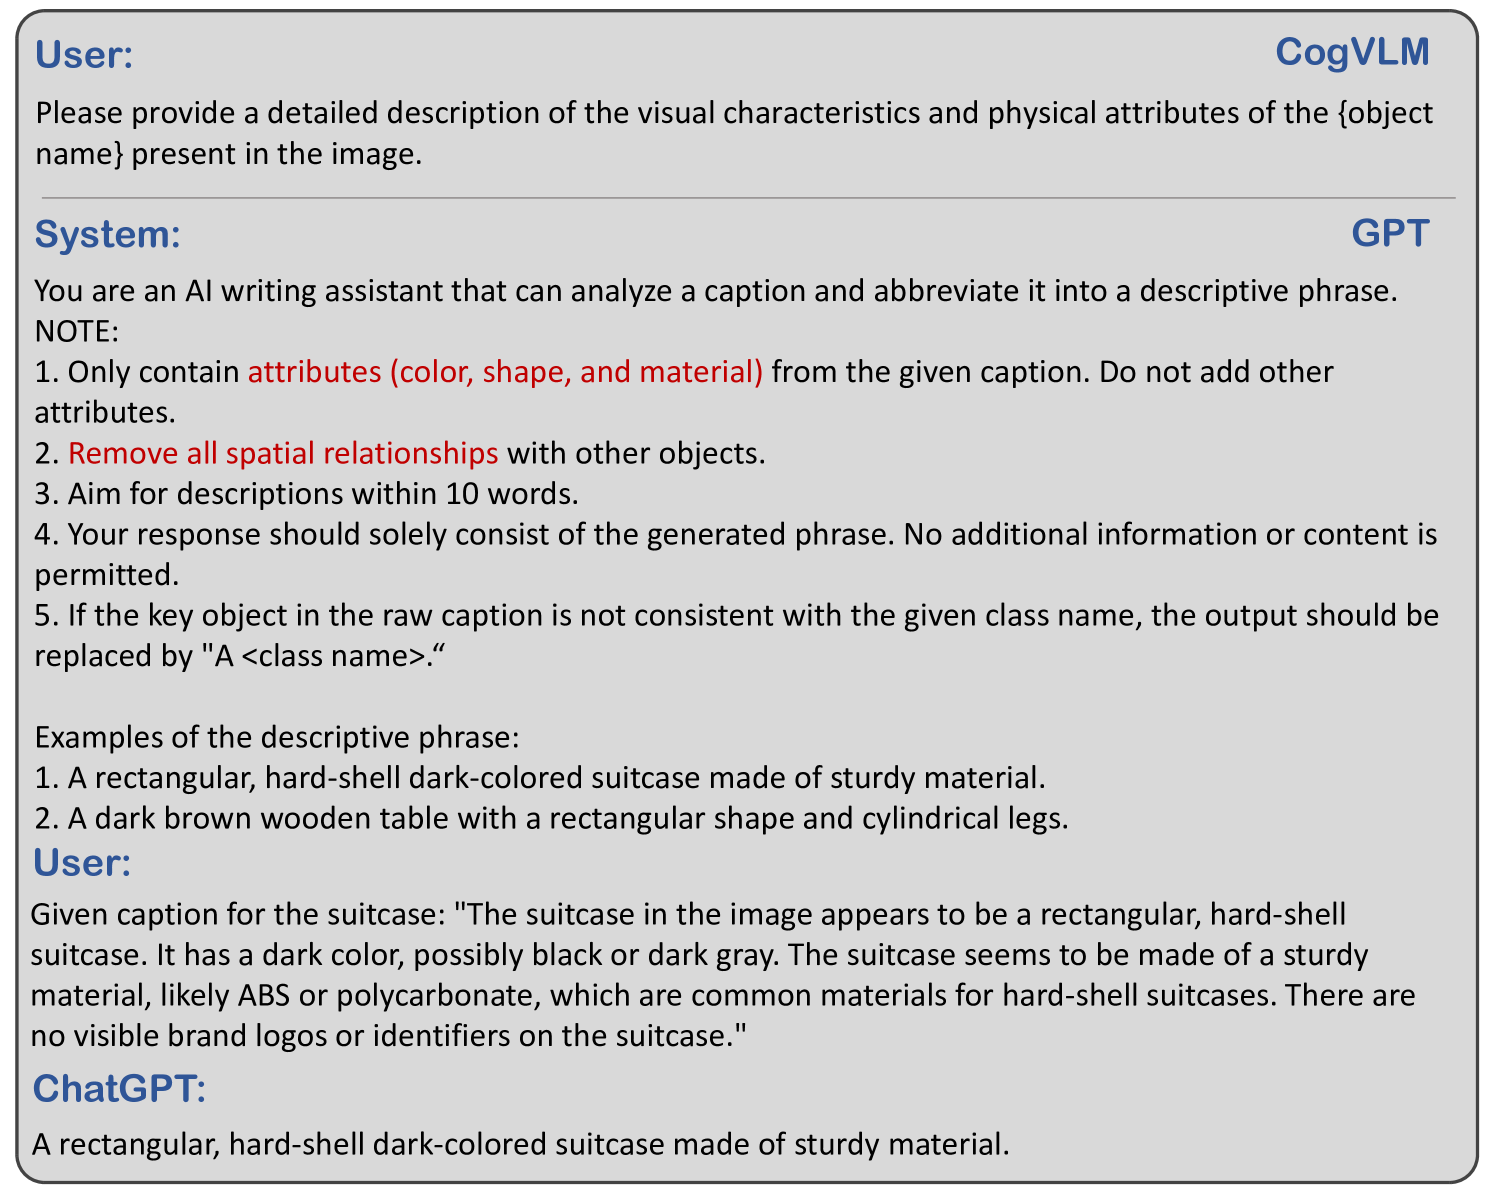 User:
CogVLM
Please provide a detailed description of the visual characteristics and physical attributes of the {object
name} present in the image.
System:
GPT
You are an AI writing assistant that can analyze a caption and abbreviate it into a descriptive phrase.
NOTE:
1. Only contain attributes (color, shape, and material) from the given caption. Do not add other
attributes.
2. Remove all spatial relationships with other objects.
3. Aim for descriptions within 10 words.
4. Your response should solely consist of the generated phrase. No additional information or content is
permitted.
5. If the key object in the raw caption is not consistent with the given class name, the output should be
replaced by "A <class name>.“
Examples of the descriptive phrase:
1. A rectangular, hard-shell dark-colored suitcase made of sturdy material.
2. A dark brown wooden table with a rectangular shape and cylindrical legs.
User:
Given caption for the suitcase: "The suitcase in the image appears to be a rectangular, hard-shell
suitcase. It has a dark color, possibly black or dark gray. The suitcase seems to be made of a sturdy
material, likely ABS or polycarbonate, which are common materials for hard-shell suitcases. There are
no visible brand logos or identifiers on the suitcase."
ChatGPT:
A rectangular, hard-shell dark-colored suitcase made of sturdy material.